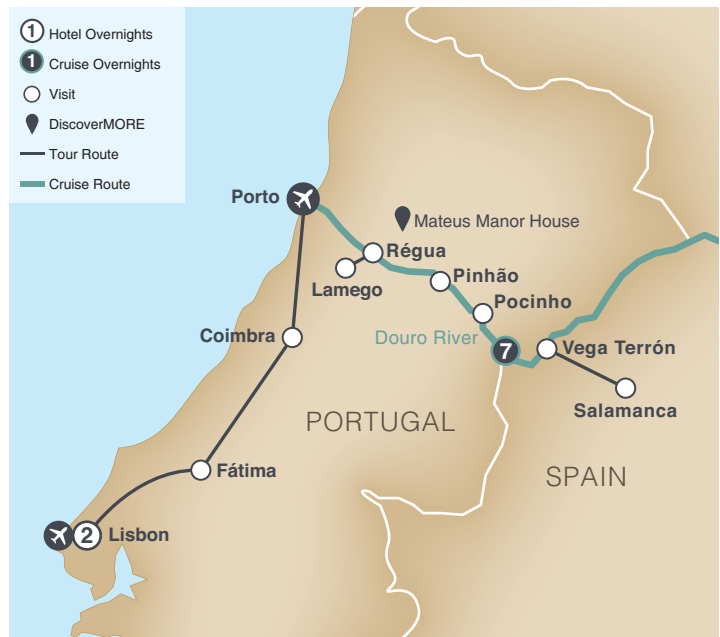 1 Hotel Overnights
1 Cruise Overnights
Visit
DiscoverMORE
Tour Route
Cruise Route
Porto
Mateus Manor House
Régua
Lamego
Pinhão
Pocinho
Coimbra
Douro River
7
Vega Terrón
Salamanca
PORTUGAL
Fátima
SPAIN
2 Lisbon